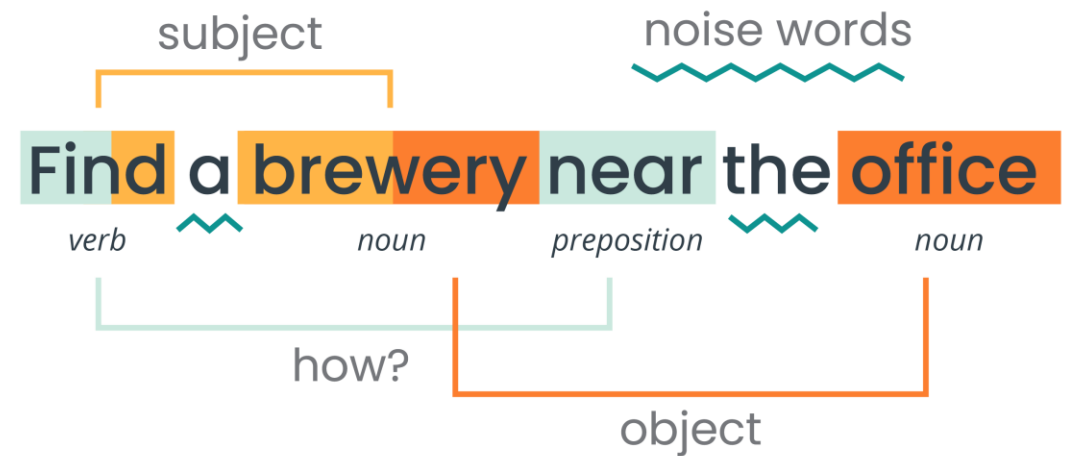 subject
noise words
Find a brewery near the office
verb
noun
preposition
noun
how?
object